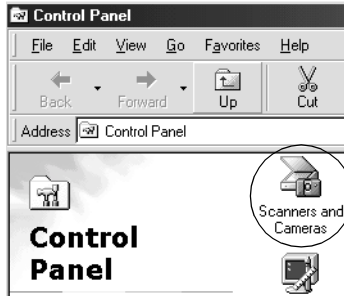 Control Panel
File Edit View Go Favorites Help
Back Forward Up Cut
Address Control Panel
Scanners and
Cameras
Control
Panel